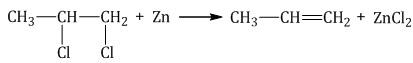 CH₃—CH—CH₂ + Zn ⟶ CH₃—CH=CH₂ + ZnCl₂
Cl Cl